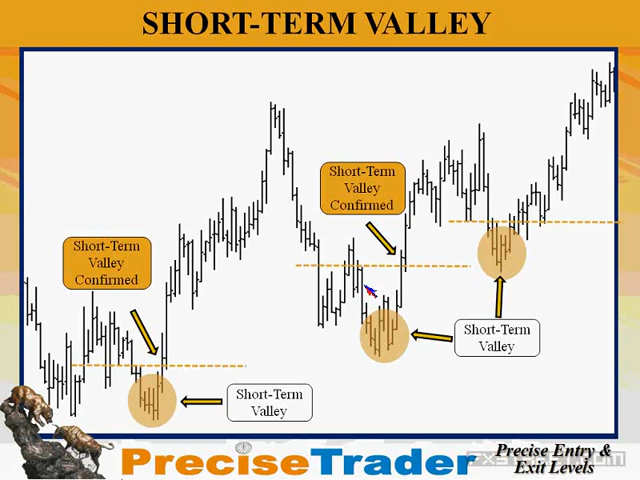 SHORT-TERM VALLEY
Short-Term
Valley
Confirmed
Short-Term
Valley
Confirmed
Short-Term
Valley
Short-Term
Valley
PreciseTrader
Precise Entry &
Exit Levels